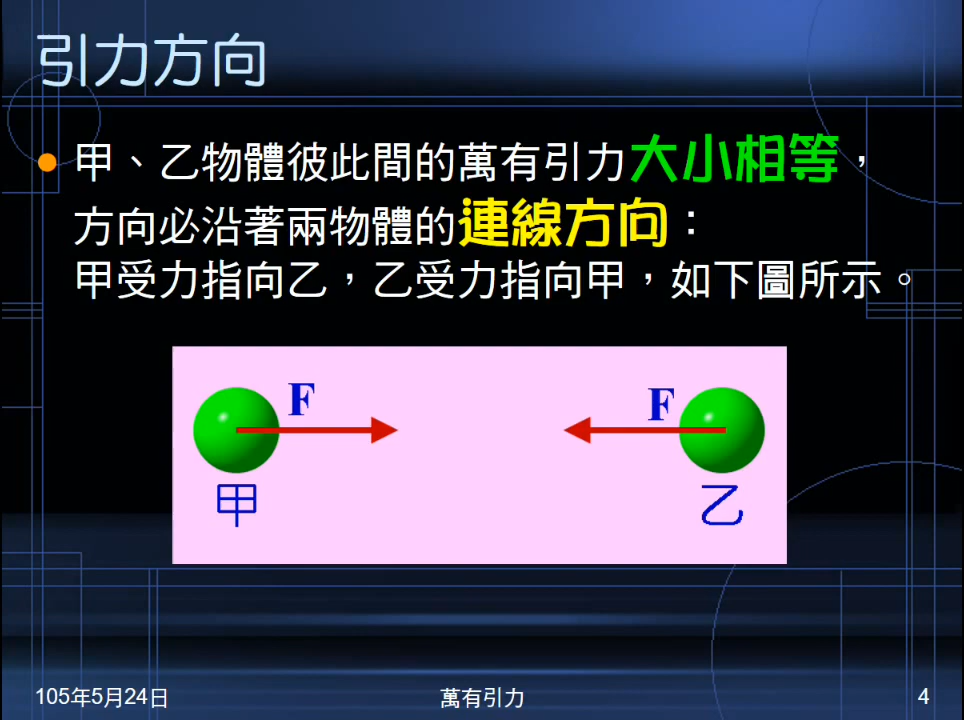 引力方向
甲、乙物體彼此間的萬有引力大小相等，
方向必沿著兩物體的連線方向：
甲受力指向乙，乙受力指向甲，如下圖所示。
F
F
甲
乙
105年5月24日
萬有引力
4